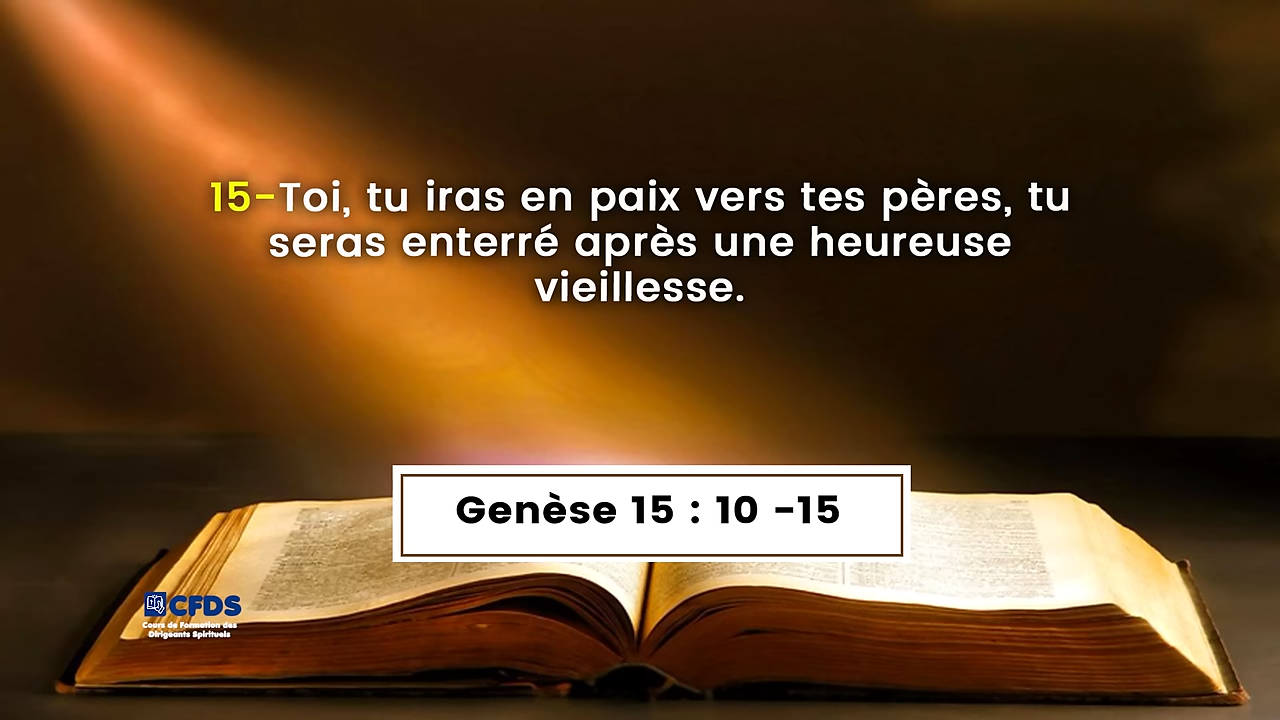 15-Toi, tu iras en paix vers tes pères, tu
seras enterré après une heureuse
vieillesse.
Genèse 15 : 10 -15
CFDS
Cours de Formation des
Dirigeants Spirituels